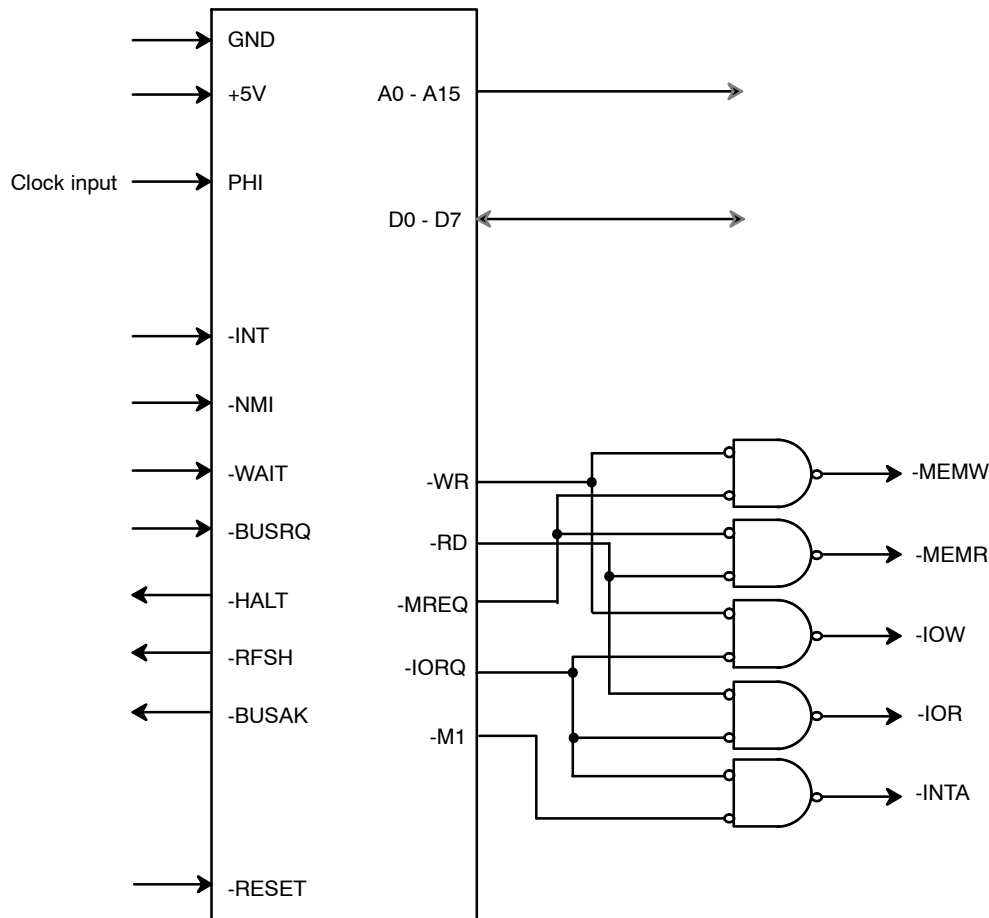 GND
+5V
A0 - A15
Clock input
PHI
D0 - D7
-INT
-NMI
-WAIT
-BUSRQ
-HALT
-RFSH
-BUSAK
-RESET
-WR
-RD
-MREQ
-IORQ
-M1
-MEMW
-MEMR
-IOW
-IOR
-INTA